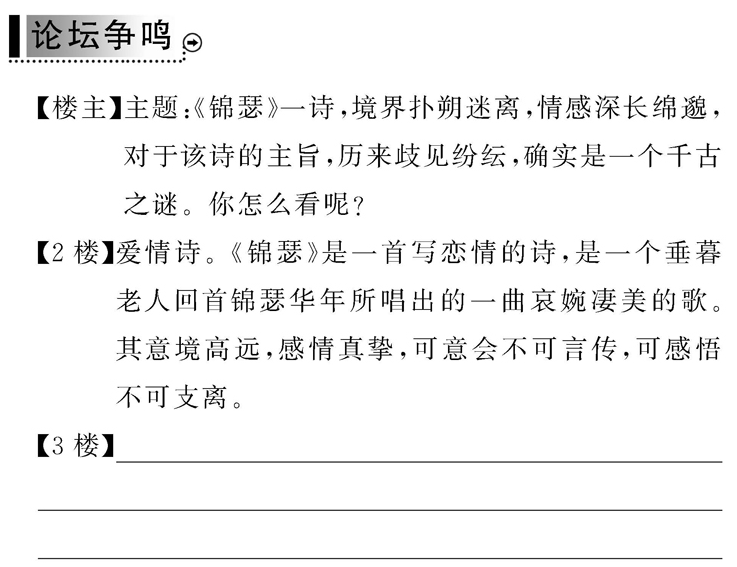 论坛争鸣
【楼主】主题:《锦瑟》一诗,境界扑朔迷离,情感深长绵邈,
对于该诗的主旨,历来歧见纷纭,确实是一个千古
之谜。你怎么看呢?
【2楼】爱情诗。《锦瑟》是一首写恋情的诗,是一个垂暮
老人回首锦瑟华年所唱出的一曲哀婉凄美的歌。
其意境高远,感情真挚,可意会不可言传,可感悟
不可支离。
【3楼】